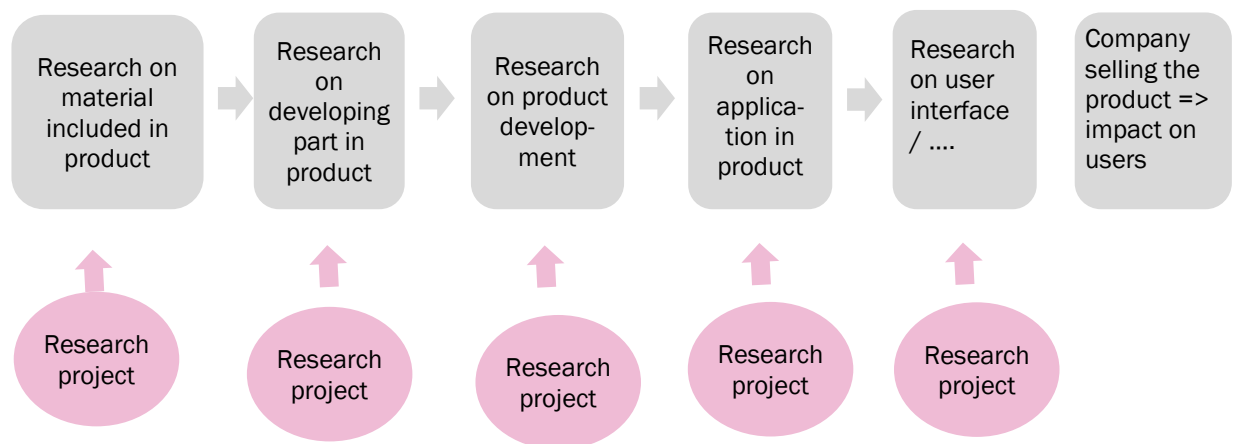 Research on
material
included in
product
Research
on
developing
part in
product
Research
on product
develop-
ment
Research
on
applica-
tion in
product
Research
on user
interface
/ ....
Company
selling the
product =>
impact on
users
Research
project
Research
project
Research
project
Research
project
Research
project